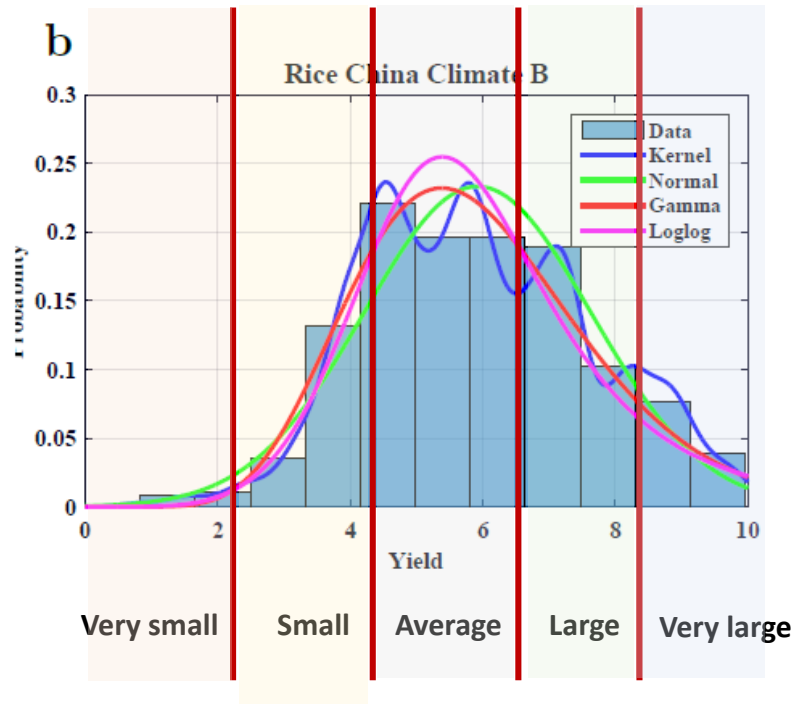 b
Rice China Climate B
0.3
0.25
0.2
0.15
0.1
0.05
0
Probability
Data
Kernel
Normal
Gamma
Loglog
0 2 4 6 8 10
Yield
Very small Small Average Large Very large